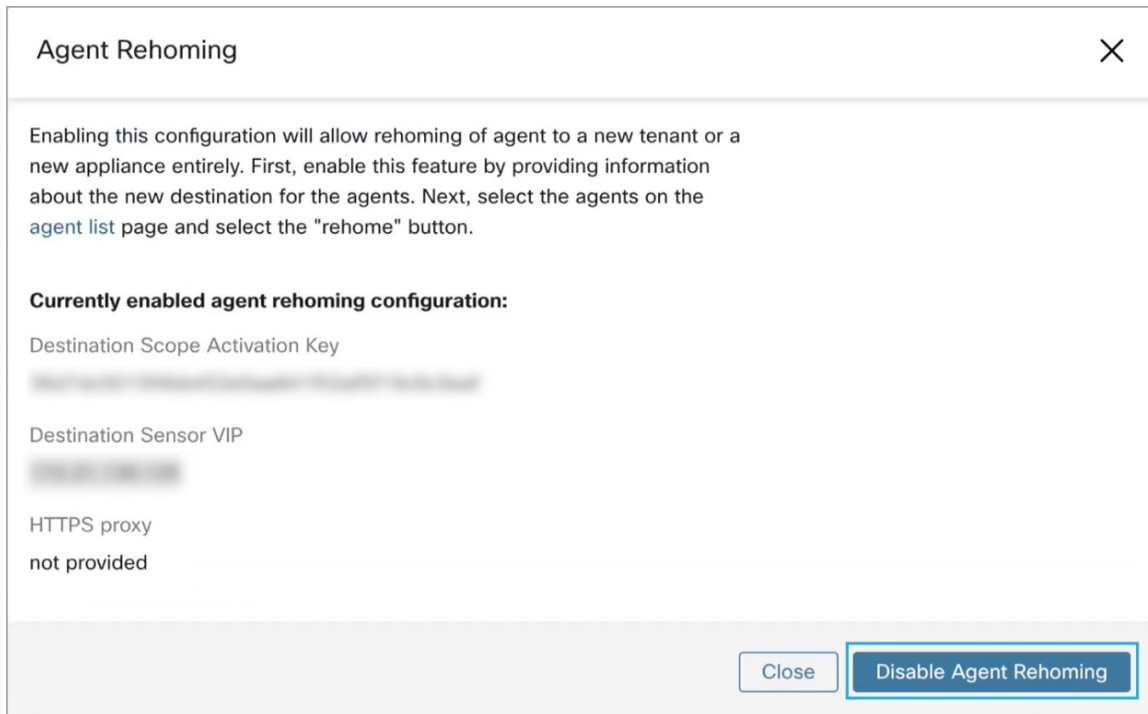 Agent Rehoming
Enabling this configuration will allow rehoming of agent to a new tenant or a
new appliance entirely. First, enable this feature by providing information
about the new destination for the agents. Next, select the agents on the
agent list page and select the "rehome" button.
Currently enabled agent rehoming configuration:
Destination Scope Activation Key
Destination Sensor VIP
HTTPS proxy
not provided
Close
Disable Agent Rehoming